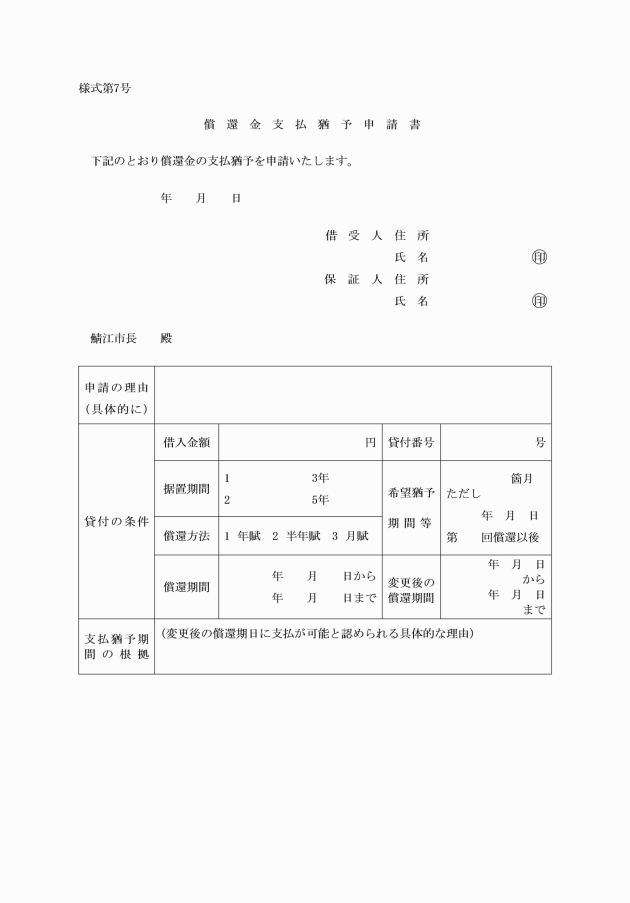 様式第7号
償還金支払猶予申請書
下記のとおり償還金の支払猶予を申請いたします。
年　　月　　日
借受人住所
氏名　㊞
保証人住所
氏名　㊞
鯖江市長　　殿
申請の理由
（具体的に）
貸付の条件
借入金額　円
貸付番号　号
据置期間
1　3年
2　5年
償還方法
1 年賦　2 半年賦　3 月賦
希望猶予
期間等
箇月
ただし
年　月　日
第　　回償還以後
償還期間
年　　月　　日から
年　　月　　日まで
変更後の
償還期間
年　月　日
から
年　月　日
まで
支払猶予期
間の根拠
（変更後の償還期日に支払が可能と認められる具体的な理由）